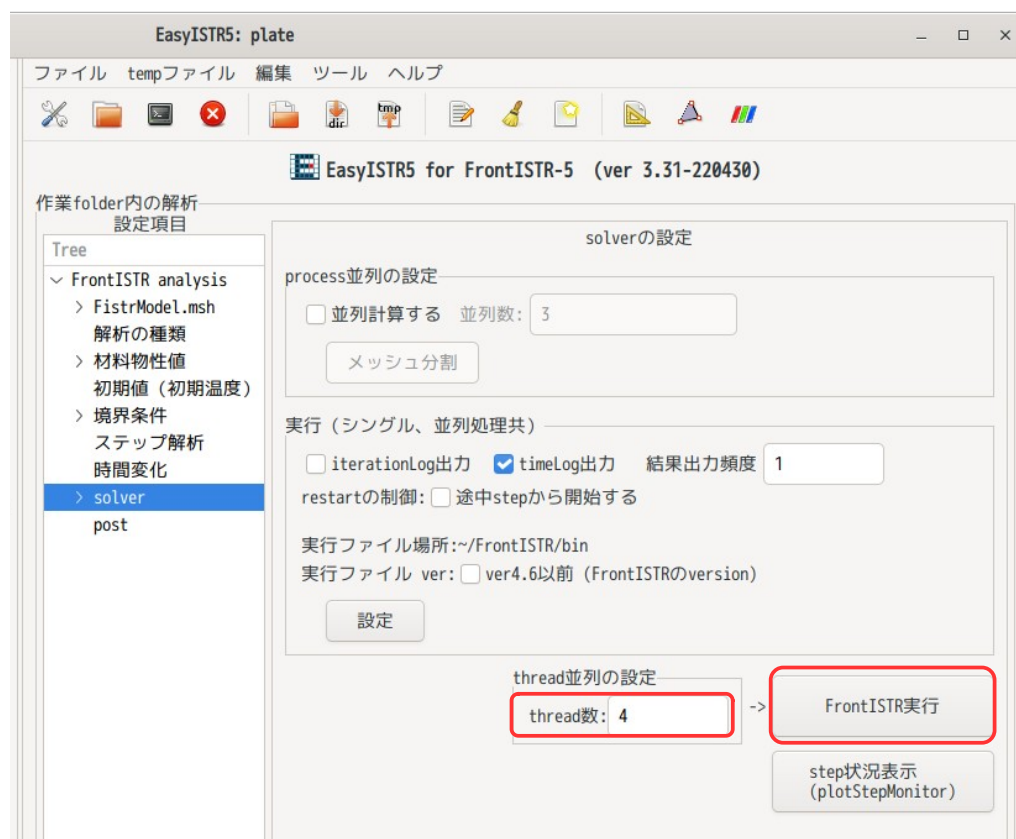 EasyISTR5: plate
ファイル tempファイル 編集 ツール ヘルプ
dir
tmp
EasyISTR5 for FrontISTR-5 (ver 3.31-220430)
作業folder内の解析
設定項目
Tree
FrontISTR analysis
FistrModel.msh
解析の種類
材料物性値
初期値（初期温度）
境界条件
ステップ解析
時間変化
solver
post
solverの設定
process並列の設定
並列計算する 並列数: 3
メッシュ分割
実行（シングル、並列処理共）
iterationLog出力 timeLog出力 結果出力頻度 1
restartの制御: 途中stepから開始する
実行ファイル場所:~/FrontISTR/bin
実行ファイル ver: ver4.6以前 (FrontISTRのversion)
設定
thread並列の設定
thread数: 4
->
FrontISTR実行
step状況表示
(plotStepMonitor)